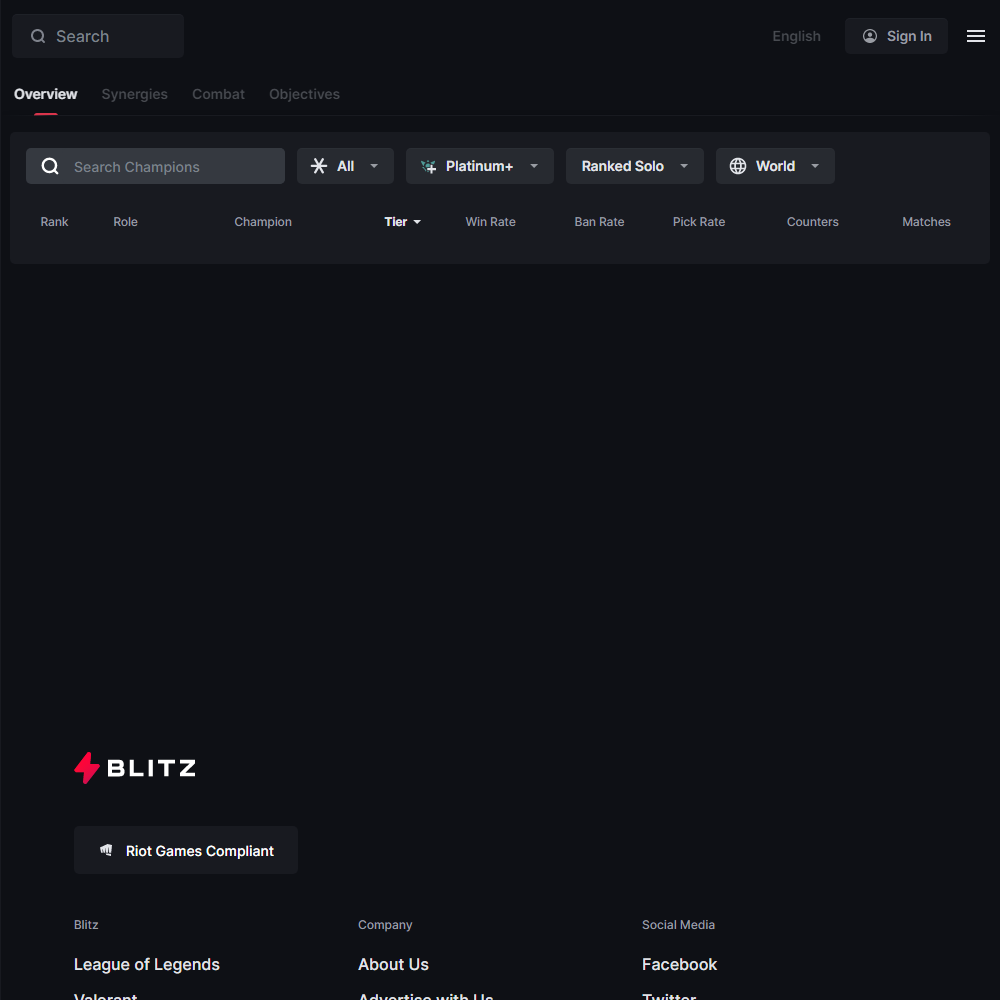 Search
English
Sign In
Overview Synergies Combat Objectives
Search Champions
All
Platinum+
Ranked Solo
World
Rank Role Champion Tier Win Rate Ban Rate Pick Rate Counters Matches
BLITZ
Riot Games Compliant
Blitz Company Social Media
League of Legends About Us Facebook
Valorant Advertise with Us Twitter